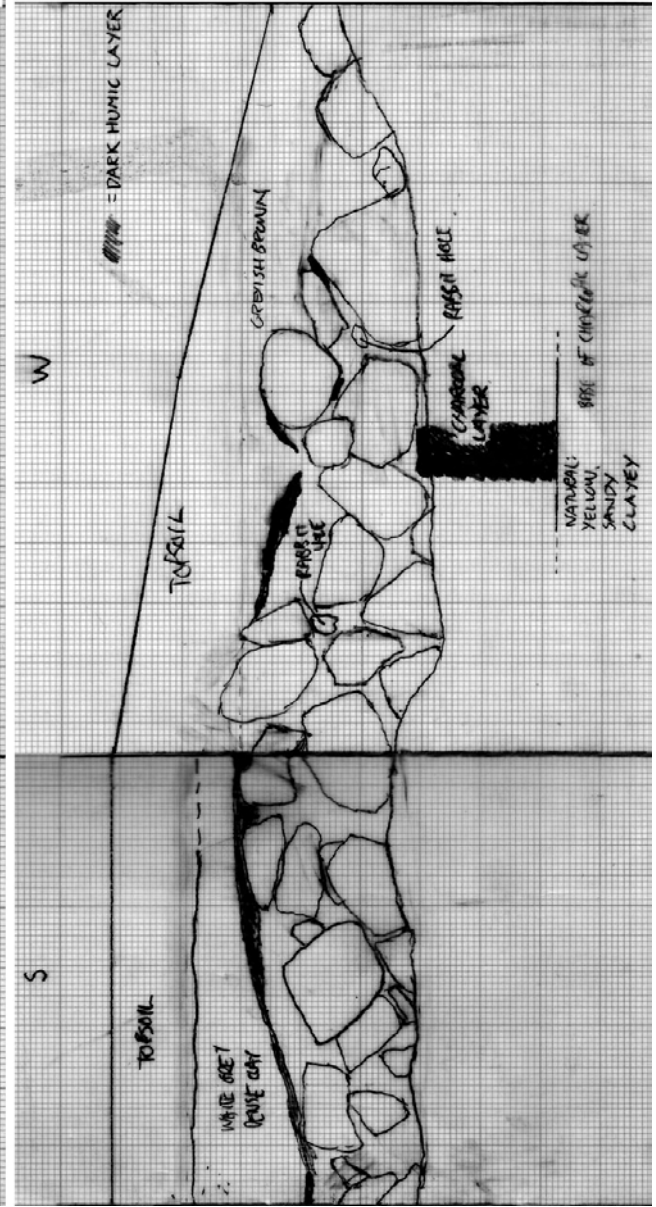 = DARK HUMIC LAYER
W
TOPSOIL
GREYISH BROWN
RABBIT HOLE
RABBIT HOLE
CHARCOAL
LAYER
NATURAL:
YELLOW,
SANDY
CLAYEY
BASE OF CHARCOAL LAYER
S
TOPSOIL
WHITE GREY
DENSE CLAY